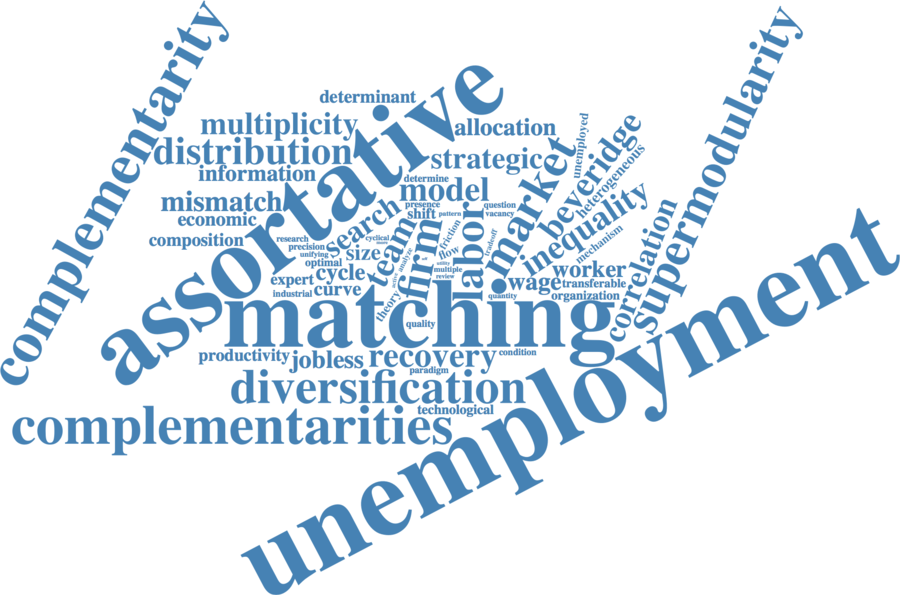 complementarity
assortative
supermodularity
determinant
multiplicity
allocation
unemployed
distribution
strategic
market
beveridge
information
determine
heterogeneous
model
mismatch
search
presence
question
economic
shift
pattern
vacancy
labor
inequality
composition
research
cyclical
team
firm
friction
tradeoff
mechanism
correlation
precision
unifying
size
flow
optimal
analyze
utility
worker
expert
cycle
multiple
review
wage
transferable
industrial
curve
theory
quantity
organization
matching
quality
unemployment
productivity
jobless
recovery
condition
paradigm
diversification
technological
complementarities